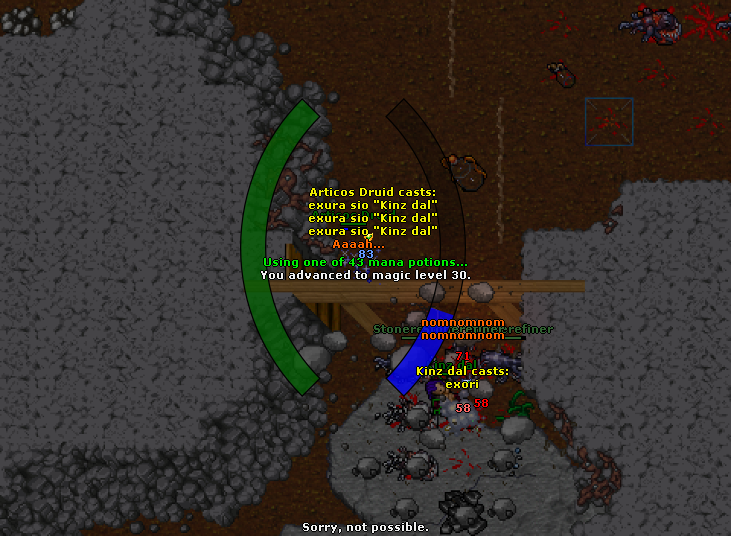 Articos Druid casts:
exura sio "Kinz dal"
exura sio "Kinz dal"
exura sio "Kinz dal"
Aaaah...
83
Using one of 43 mana potions...
You advanced to magic level 30.
nomnomnom
nomnomnom
71
Kinz dal casts:
exori
58
58
Sorry, not possible.